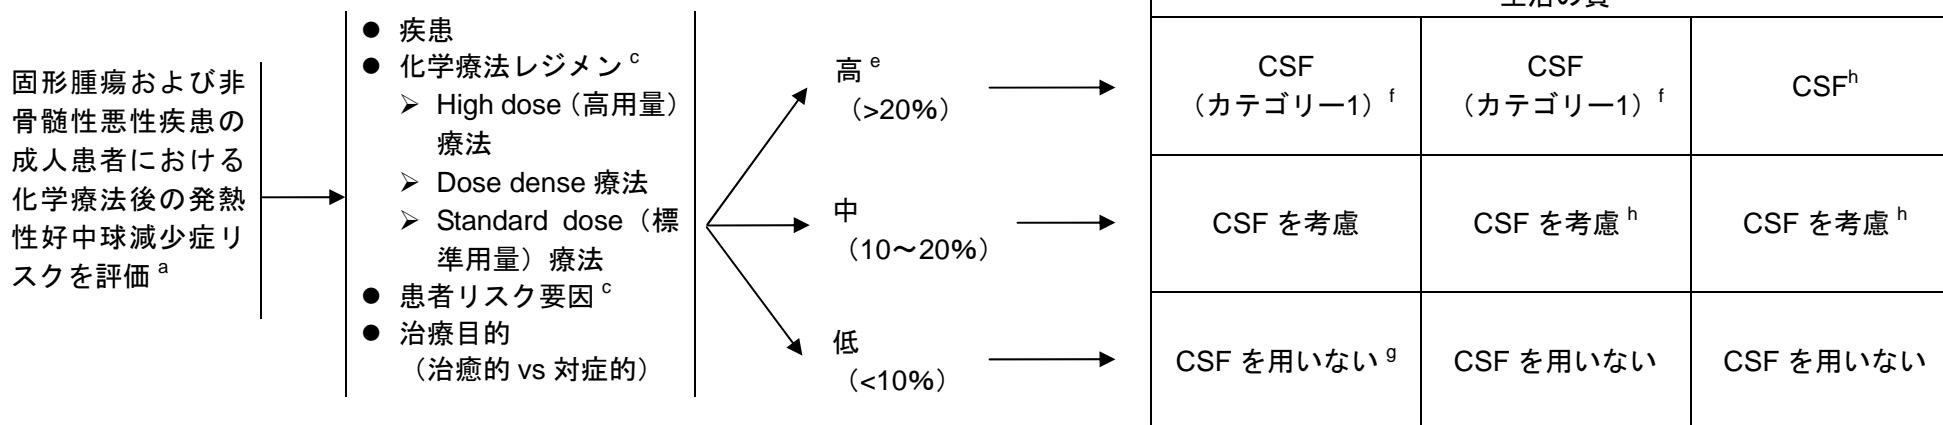 固形腫瘍および非
骨髄性悪性疾患の
成人患者における
化学療法後の発熱
性好中球減少症リ
スクを評価 a
● 疾患
● 化学療法レジメン c
➢ High dose（高用量）
療法
➢ Dose dense 療法
➢ Standard dose（標
準用量）療法
● 患者リスク要因 c
● 治療目的
（治癒的 vs 対症的）
高 e
（>20%）
中
（10～20%）
低
（<10%）
CSF
（カテゴリー1）f
CSF
（カテゴリー1）f
CSFh
CSF を考慮
CSF を考慮 h
CSF を考慮 h
CSF を用いない g
CSF を用いない
CSF を用いない